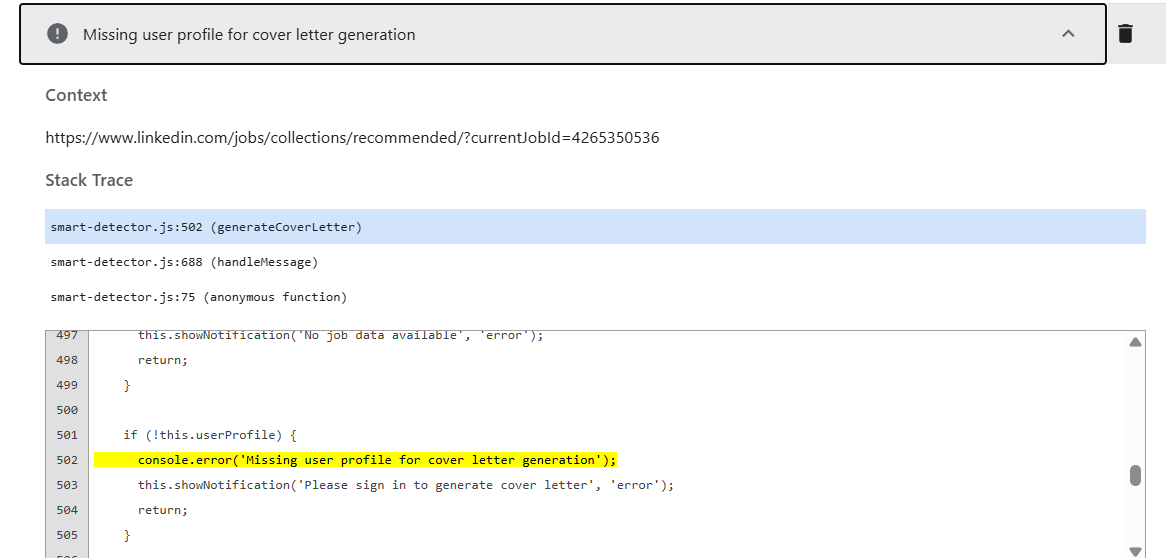 Missing user profile for cover letter generation
Context
https://www.linkedin.com/jobs/collections/recommended/?currentJobId=4265350536
Stack Trace
smart-detector.js:502 (generateCoverLetter)
smart-detector.js:688 (handleMessage)
smart-detector.js:75 (anonymous function)
497 this.showNotification('No job data available', 'error');
498 return;
499 }
500
501 if (!this.userProfile) {
502 console.error('Missing user profile for cover letter generation');
503 this.showNotification('Please sign in to generate cover letter', 'error');
504 return;
505 }